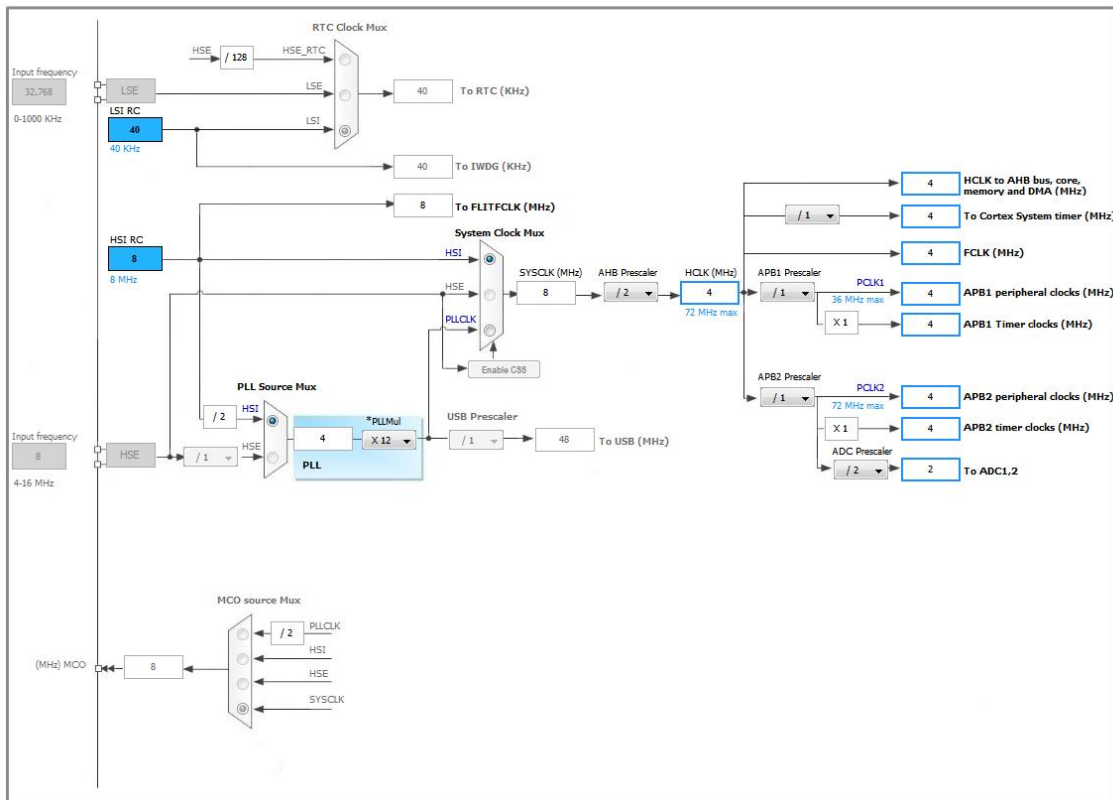 RTC Clock Mux
HSE
/ 128
HSE_RTC
Input frequency
32.768
0-1000 KHz
LSE
LSE
40
To RTC (KHz)
LSI RC
40
40 KHz
LSI
40
To IWDG (KHz)
8
To FLITFCLK (MHz)
HSI RC
8
8 MHz
System Clock Mux
HSI
HSE
PLLCLK
Enable CSS
SYSCLK (MHz)
8
AHB Prescaler
/ 2
HCLK (MHz)
4
72 MHz max
4
HCLK to AHB bus, core,
memory and DMA (MHz)
/ 1
4
To Cortex System timer (MHz)
4
FCLK (MHz)
APB1 Prescaler
/ 1
PCLK1
36 MHz max
4
APB1 peripheral clocks (MHz)
X 1
4
APB1 Timer clocks (MHz)
APB2 Prescaler
/ 1
PCLK2
72 MHz max
4
APB2 peripheral clocks (MHz)
X 1
4
APB2 timer clocks (MHz)
ADC Prescaler
/ 2
2
To ADC1,2
PLL Source Mux
/ 2
HSI
Input frequency
8
4-16 MHz
HSE
/ 1
HSE
4
*PLLMul
X 12
PLL
USB Prescaler
/ 1
48
To USB (MHz)
MCO source Mux
/ 2
PLLCLK
HSI
HSE
SYSCLK
(MHz) MCO
8